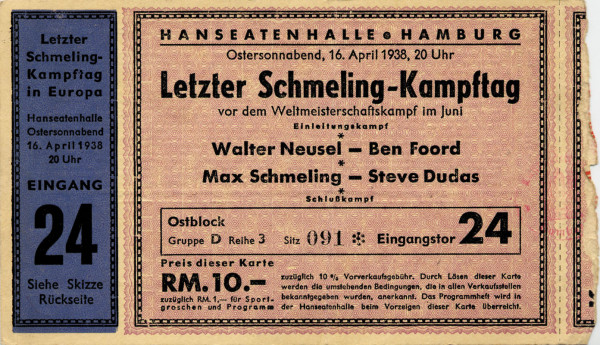 Letzter
Schmeling-
Kampftag
in Europa
Hanseatenhalle
Ostersonnabend
16. April 1938
20 Uhr
EINGANG
24
Siehe Skizze
Rückseite
HANSEATENHALLE HAMBURG
Ostersonnabend, 16. April 1938, 20 Uhr
Letzter Schmeling-Kampftag
vor dem Weltmeisterschaftskampf im Juni
Einleitungskampf
*
Walter Neusel — Ben Foord
*
Max Schmeling — Steve Dudas
*
Schlußkampf
Ostblock
Gruppe D Reihe 3 Sitz 091 Eingangstor 24
Preis dieser Karte
RM. 10.—
zuzüglich RM. 1,— für Sport-
groschen und Programm
zuzüglich 10 % Vorverkaufsgebühr. Durch Lösen dieser Karte
werden die umstehenden Bedingungen, die in allen Verkaufsstellen
bekanntgegeben wurden, anerkannt. Das Programmheft wird in
der Hanseatenhalle beim Vorzeigen dieser Karte überreicht.